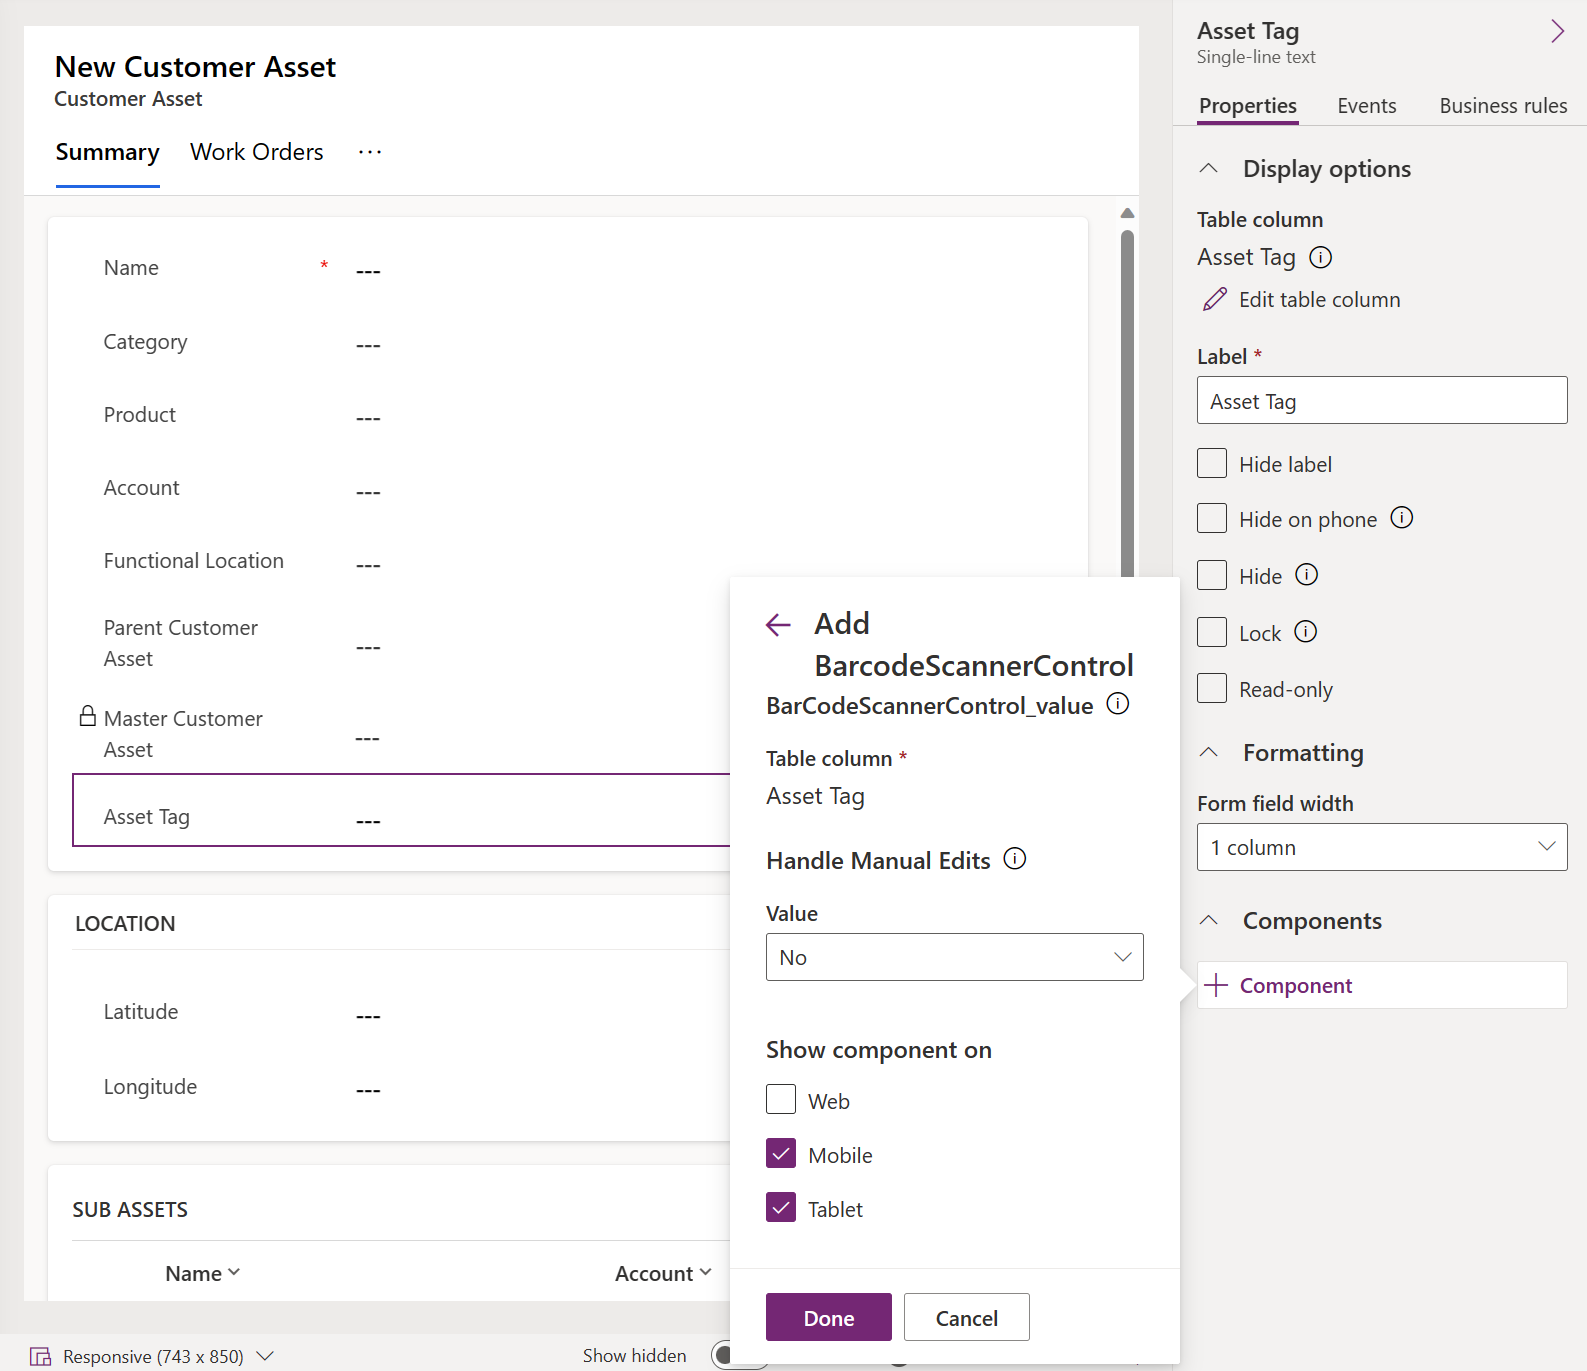 New Customer Asset
Customer Asset
Summary
Work Orders
...
Name * ---
Category ---
Product ---
Account ---
Functional Location ---
Parent Customer
Asset ---
Master Customer
Asset ---
Asset Tag ---
LOCATION
Latitude ---
Longitude ---
SUB ASSETS
Name
Account
Responsive (743 x 850)
Show hidden
Add
BarcodeScannerControl
BarCodeScannerControl_value
Table column *
Asset Tag
Handle Manual Edits
Value
No
Show component on
Web
Mobile
Tablet
Done
Cancel
Asset Tag
Single-line text
Properties
Events
Business rules
Display options
Table column
Asset Tag
Edit table column
Label *
Asset Tag
Hide label
Hide on phone
Hide
Lock
Read-only
Formatting
Form field width
1 column
Components
Component